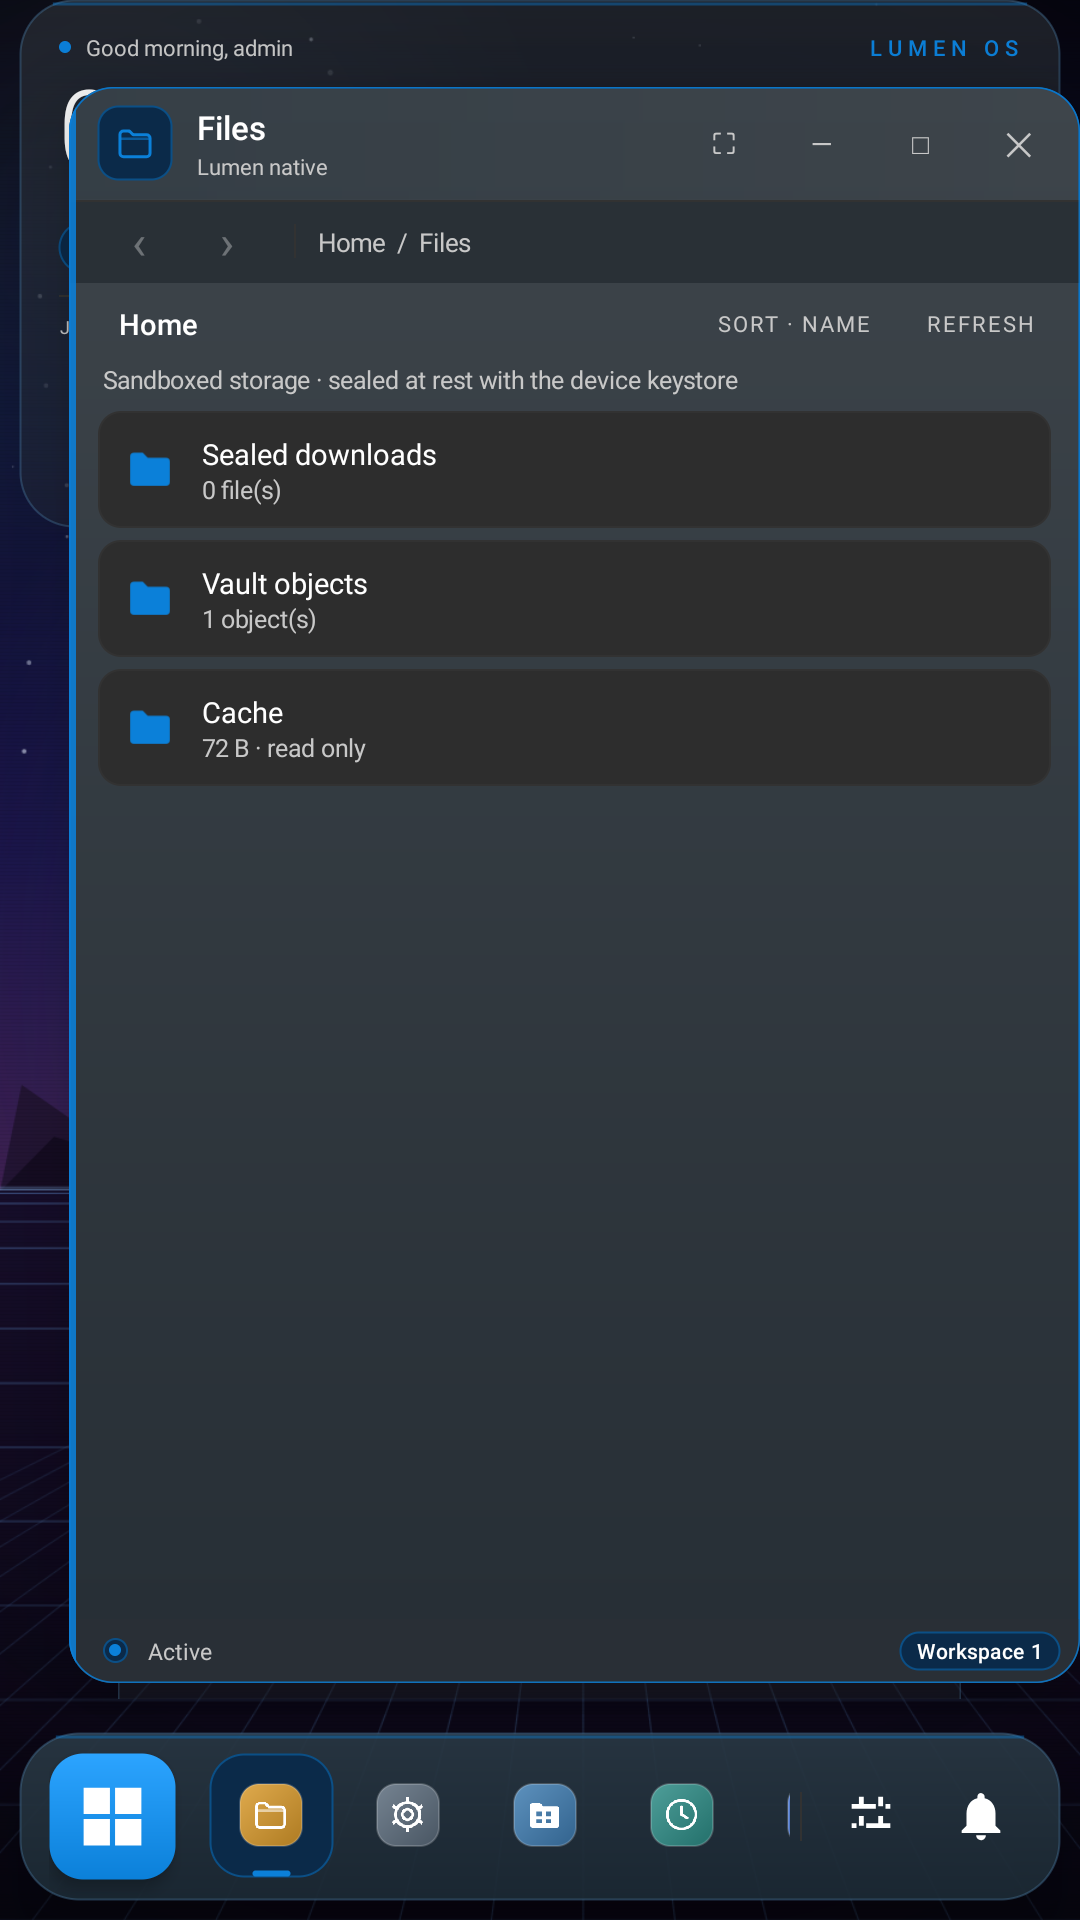 Good morning, admin
LUMEN OS
Files
Lumen native
Home / Files
Home
SORT · NAME
REFRESH
Sandboxed storage · sealed at rest with the device keystore
Sealed downloads
0 file(s)
Vault objects
1 object(s)
Cache
72 B · read only
Active
Workspace 1